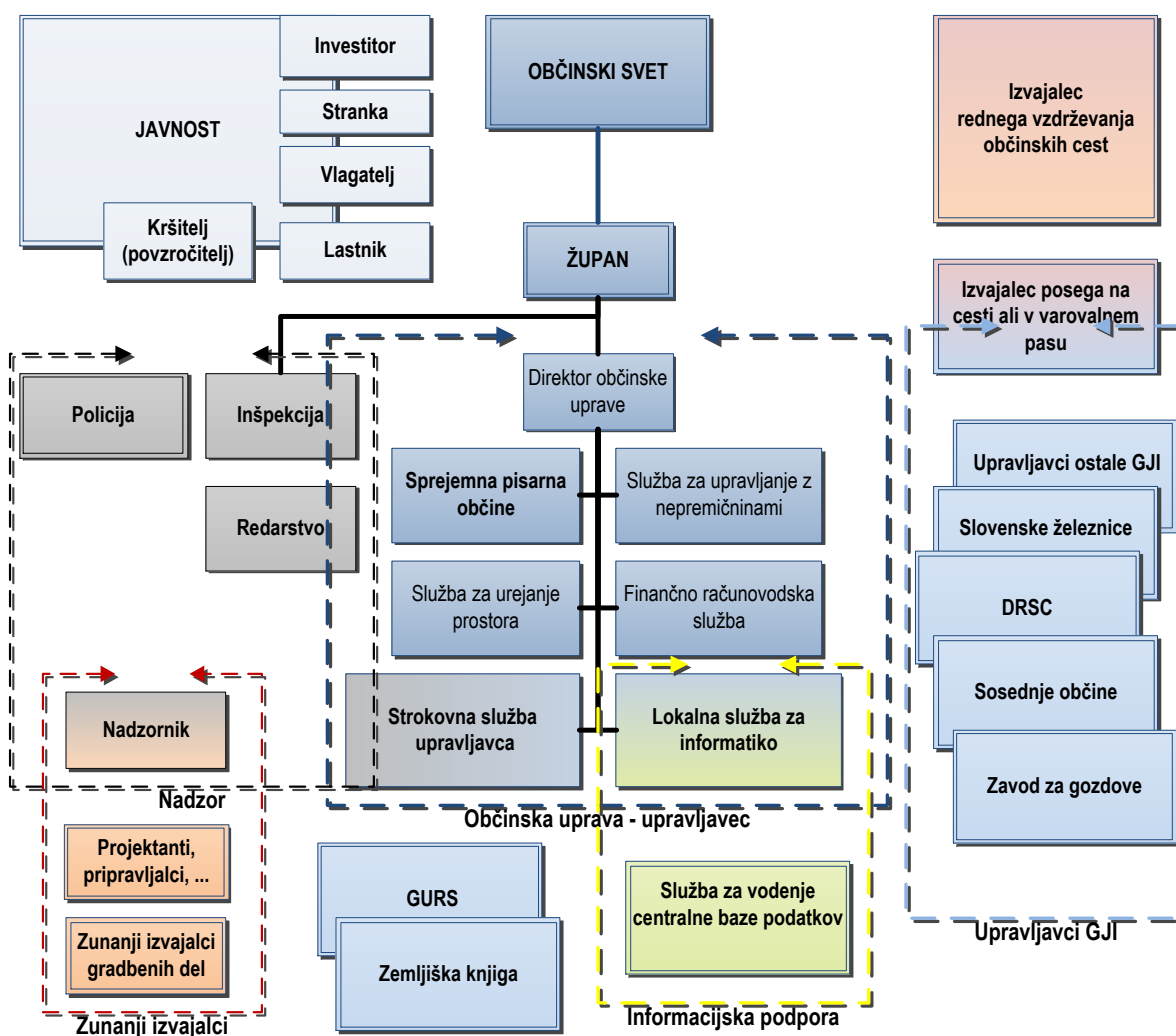 JAVNOST
Investitor
Stranka
Vlagatelj
Lastnik
Kršitelj
(povzročitelj)
OBČINSKI SVET
ŽUPAN
Izvajalec
rednega vzdrževanja
občinskih cest
Izvajalec posega na
cesti ali v varovalnem
pasu
Policija
Inšpekcija
Redarstvo
Direktor občinske
uprave
Sprejemna pisarna
občine
Služba za upravljanje z
nepremičninami
Služba za urejanje
prostora
Finančno računovodska
služba
Strokovna služba
upravljavca
Lokalna služba za
informatiko
Upravljavci ostale GJI
Slovenske železnice
DRSC
Sosednje občine
Zavod za gozdove
Nadzornik
Nadzor
Občinska uprava - upravljavec
Projektanti,
pripravljalci, ...
Zunanji izvajalci
gradbenih del
Zunanji izvajalci
GURS
Zemljiška knjiga
Služba za vodenje
centralne baze podatkov
Informacijska podpora
Upravljavci GJI